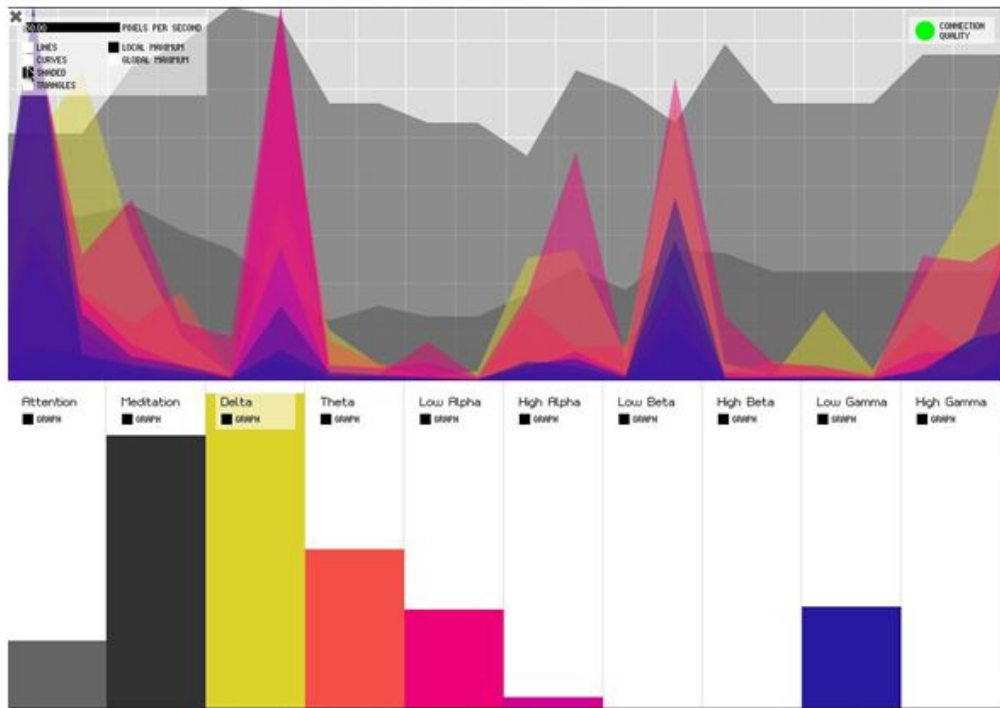 50.00 PIXELS PER SECOND
LINES
LOCAL MAXIMUM
CURVES
GLOBAL MAXIMUM
SHADED
TRIANGLES
CONNECTION
QUALITY
Attention
GRAPH
Meditation
GRAPH
Delta
GRAPH
Theta
GRAPH
Low Alpha
GRAPH
High Alpha
GRAPH
Low Beta
GRAPH
High Beta
GRAPH
Low Gamma
GRAPH
High Gamma
GRAPH